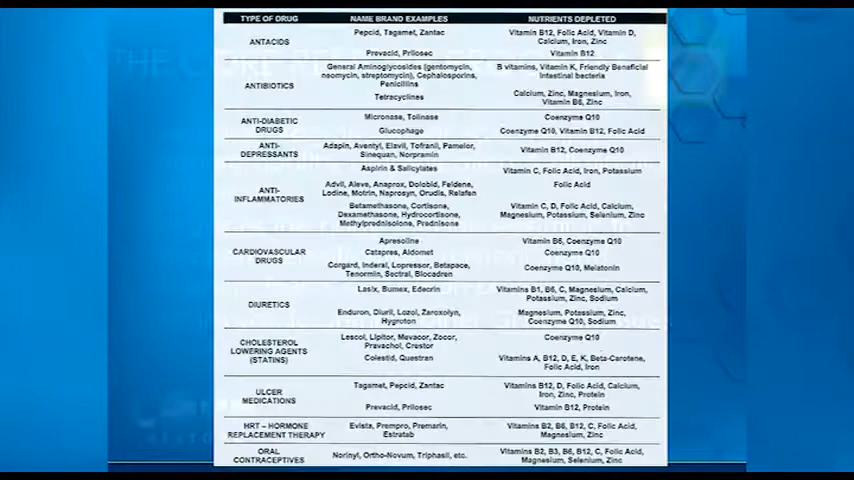 TYPE OF DRUG NAME BRAND EXAMPLES NUTRIENTS DEPLETED
ANTACIDS
Pepcid, Tagamet, Zantac
Vitamin B12, Folic Acid, Vitamin D,
Calcium, Iron, Zinc
Prevacid, Prilosec
Vitamin B12
ANTIBIOTICS
General Aminoglycosides (gentomycin,
neomycin, streptomycin), Cephalosporins,
Penicillins
B vitamins, Vitamin K, Friendly Beneficial
Intestinal bacteria
Tetracyclines
Calcium, Zinc, Magnesium, Iron,
Vitamin B6, Zinc
ANTI-DIABETIC
DRUGS
Micronase, Tolinase
Coenzyme Q10
Glucophage
Coenzyme Q10, Vitamin B12, Folic Acid
ANTI-
DEPRESSANTS
Adapin, Aventyl, Elavil, Tofranil, Pamelor,
Sinequan, Norpramin
Vitamin B12, Coenzyme Q10
ANTI-
INFLAMMATORIES
Aspirin & Salicylates
Vitamin C, Folic Acid, Iron, Potassium
Advil, Aleve, Anaprox, Dolobid, Feldene,
Lodine, Motrin, Naprosyn, Orudis, Relafen
Folic Acid
Betamethasone, Cortisone,
Dexamethasone, Hydrocortisone,
Methylprednisolone, Prednisone
Vitamin C, D, Folic Acid, Calcium,
Magnesium, Potassium, Selenium, Zinc
CARDIOVASCULAR
DRUGS
Apresoline
Vitamin B6, Coenzyme Q10
Catapres, Aldomet
Coenzyme Q10
Corgard, Inderal, Lopressor, Betapace,
Tenormin, Sectral, Blocadren
Coenzyme Q10, Melatonin
DIURETICS
Lasix, Bumex, Edecrin
Vitamins B1, B6, C, Magnesium, Calcium,
Potassium, Zinc, Sodium
Enduron, Diuril, Lozol, Zaroxolyn,
Hygroton
Magnesium, Potassium, Zinc,
Coenzyme Q10, Sodium
CHOLESTEROL
LOWERING AGENTS
(STATINS)
Lescol, Lipitor, Mevacor, Zocor,
Pravachol, Crestor
Coenzyme Q10
Colestid, Questran
Vitamins A, B12, D, E, K, Beta-Carotene,
Folic Acid, Iron
ULCER
MEDICATIONS
Tagamet, Pepcid, Zantac
Vitamins B12, D, Folic Acid, Calcium,
Iron, Zinc, Protein
Prevacid, Prilosec
Vitamin B12, Protein
HRT – HORMONE
REPLACEMENT THERAPY
Evista, Prempro, Premarin,
Estratab
Vitamins B2, B6, B12, C, Folic Acid,
Magnesium, Zinc
ORAL
CONTRACEPTIVES
Norinyl, Ortho-Novum, Triphasil, etc.
Vitamins B2, B3, B6, B12, C, Folic Acid,
Magnesium, Selenium, Zinc